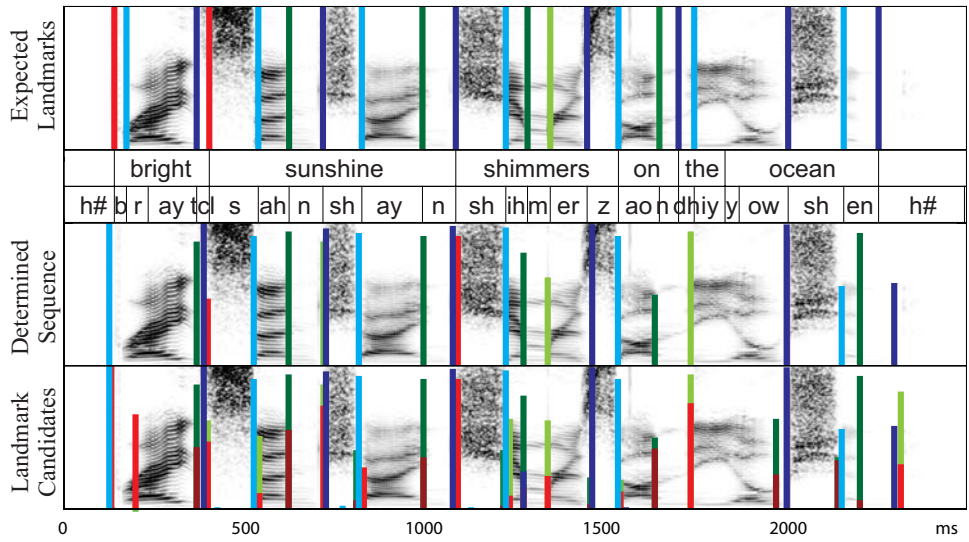 Expected
Landmarks
bright sunshine shimmers on the ocean
h# b r ay tcl s ah n sh ay n sh ih m er z ao n dh iy y ow sh en h#
Determined
Sequence
Landmark
Candidates
0 500 1000 1500 2000 ms